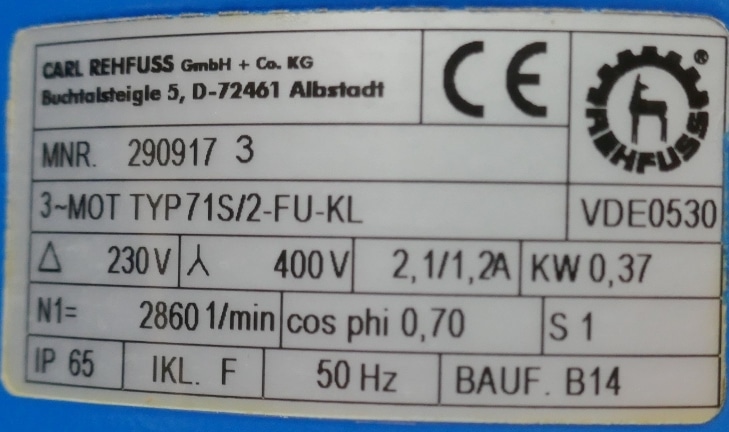 CARL REHFUSS GmbH + Co. KG
Buchtalsteigle 5, D-72461 Albstadt
CE
REHFUSS ®
MNR. 290917 3
3~MOT TYP71S/2-FU-KL VDE0530
Δ 230V ⅄ 400V 2,1/1,2A KW 0,37
N1= 2860 1/min cos phi 0,70 S 1
IP 65 IKL. F 50 Hz BAUF. B14